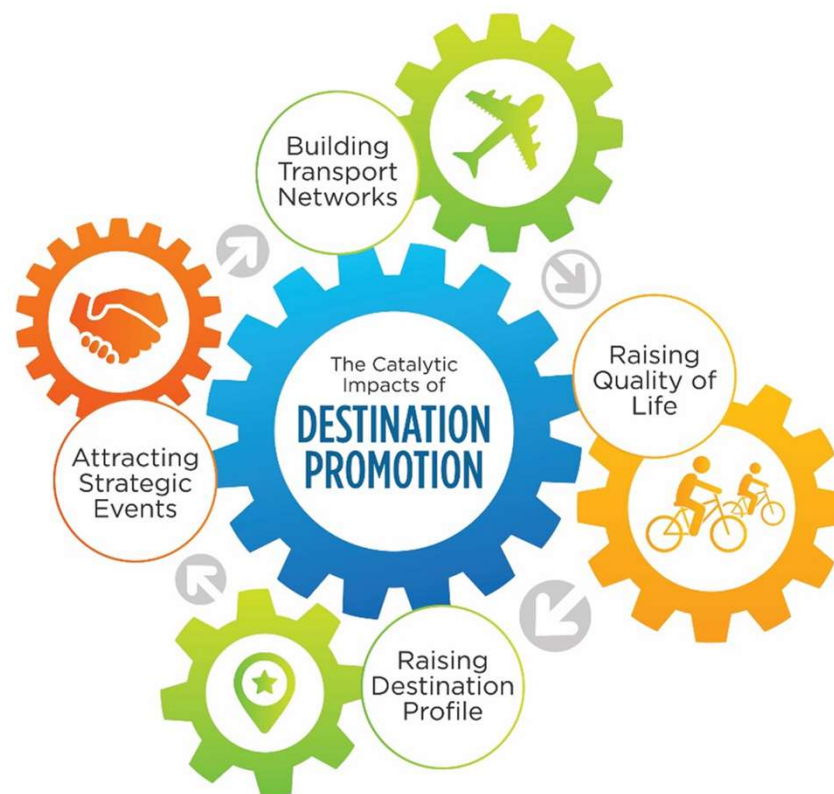 Building
Transport
Networks
The Catalytic
Impacts of
DESTINATION
PROMOTION
Raising
Quality of
Life
Attracting
Strategic
Events
Raising
Destination
Profile